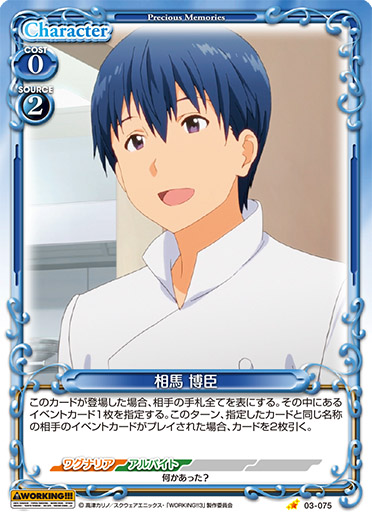 Precious Memories
Character
COST
0
SOURCE
2
相馬 博臣
このカードが登場した場合、相手の手札全てを表にする。その中にある
イベントカード1枚を指定する。このターン、指定したカードと同じ名称
の相手のイベントカードがプレイされた場合、カードを2枚引く。
ワグナリア アルバイト
何かあった?
WORKING!!!
© 高津カリノ/スクウェアエニックス・「WORKING!!3」製作委員会
03-075